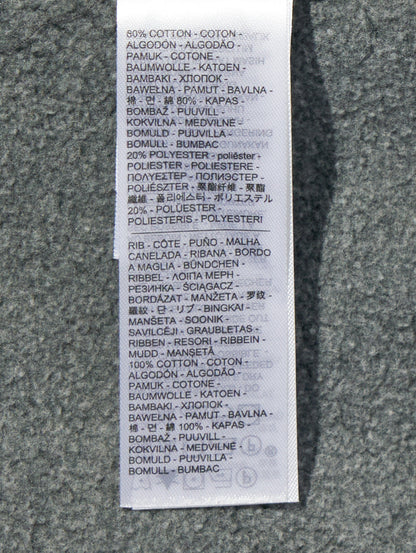 80% COTTON - COTON -
ALGODÓN - ALGODÃO -
PAMUK - COTONE -
BAUMWOLLE - KATOEN -
BAMBAKI - ХЛОПОК -
BAWEŁNA - PAMUT - BAVLNA -
棉 - 면 - 綿 80% - KAPAS -
BOMBAŽ - PUUVILL -
KOKVILNA - MEDVILNĖ -
BOMULD - PUUVILLA -
BOMULL - BUMBAC
20% POLYESTER - poliéster -
POLIESTER - POLIESTERE -
ΠΟΛΥΕΣΤΕΡ - ПОЛИЭСТЕР -
POLIÉSZTER - 聚酯纤维 - 聚酯
纖維 - 폴리에스터 - ポリエステル
20% - POLÜESTER -
POLIESTERIS - POLYESTERI
RIB - CÔTE - PUÑO - MALHA
CANELADA - RIBANA - BORDO
A MAGLIA - BÜNDCHEN -
RIBBEL - ΛΟΙΠΑ ΜΕΡΗ -
РЕЗИНКА - ŚCIĄGACZ -
BORDÁZAT - MANŽETA - 罗纹
纖紋 - 단 - リブ - BINGKAI -
MANŠETA - SOONIK -
SAVILCĒJI - GRAUBLETAS -
RIBBEN - RESORI - RIBBEIN -
MUDD - MANȘETĂ
100% COTTON - COTON -
ALGODÓN - ALGODÃO -
PAMUK - COTONE -
BAUMWOLLE - KATOEN -
BAMBAKI - ХЛОПОК -
BAWEŁNA - PAMUT - BAVLNA -
棉 - 면 - 綿 100% - KAPAS -
BOMBAŽ - PUUVILL -
KOKVILNA - MEDVILNĖ -
BOMULD - PUUVILLA -
BOMULL - BUMBAC